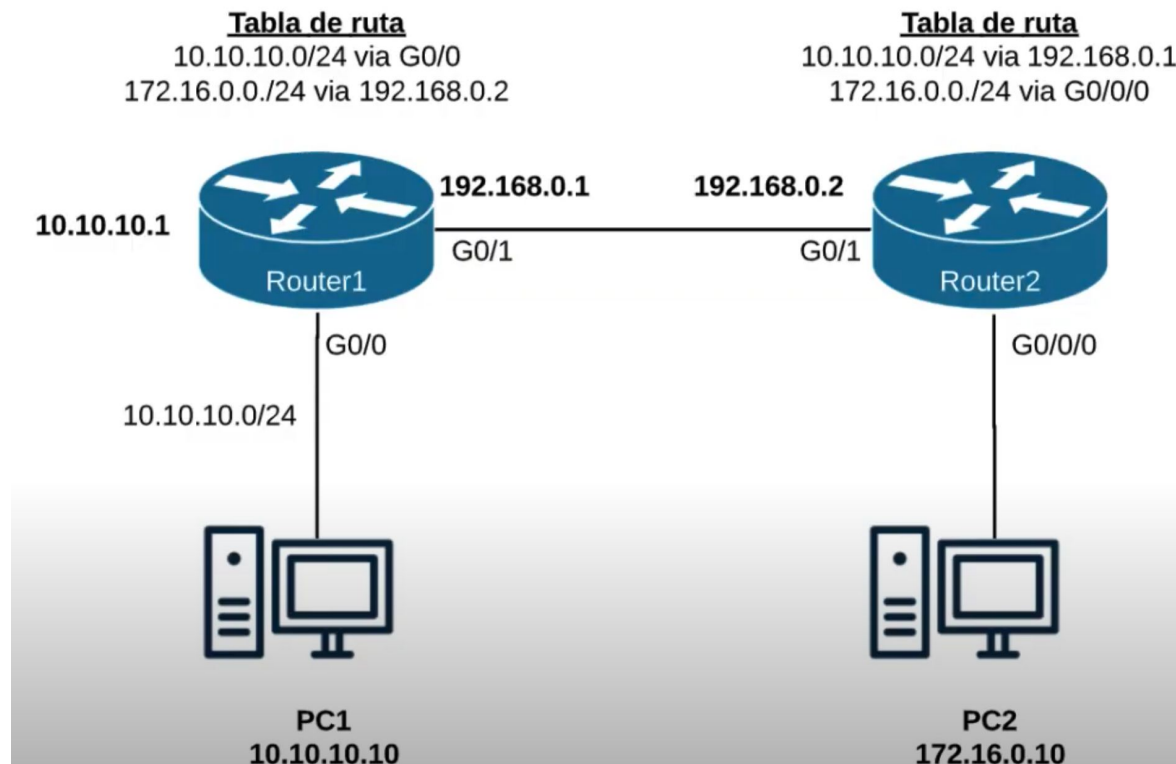 Tabla de ruta
10.10.10.0/24 via G0/0
172.16.0.0./24 via 192.168.0.2
Tabla de ruta
10.10.10.0/24 via 192.168.0.1
172.16.0.0./24 via G0/0/0
10.10.10.1
192.168.0.1
192.168.0.2
G0/1
G0/1
Router1
Router2
G0/0
G0/0/0
10.10.10.0/24
PC1
10.10.10.10
PC2
172.16.0.10